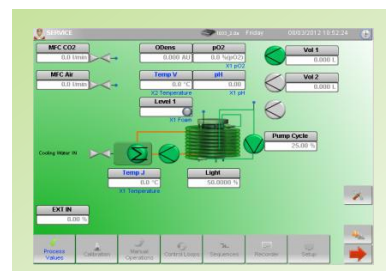 SERVICE
Friday 08/03/2012 18:52:24
MFC CO2
0.0 l/min
ODens
0.000 AU
pO2
0.0 %(pO2)
X1 pO2
Vol 1
0.000 L
MFC Air
0.0 l/min
Temp V
0.0 °C
X2 Temperature
pH
0.00
X1 pH
Vol 2
0.000 L
Level 1
X1 Foam
Pump Cycle
25.00 %
Cooling Water IN
Temp J
0.0 °C
X1 Temperature
Light
50.0000 %
EXT IN
0.00 %
Process Values
Calibration
Manual Operations
Control Loops
Sequences
Recorder
Setup